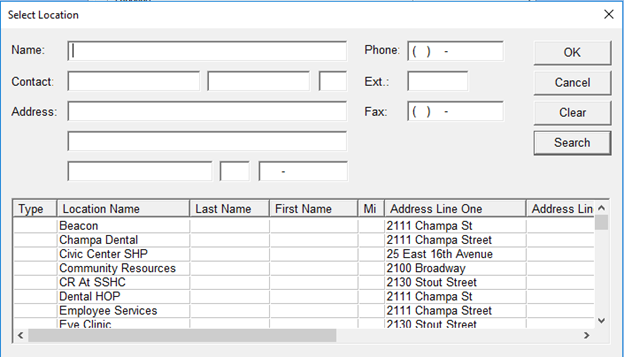 Select Location
Name: Phone: ( ) - OK
Contact: Ext.: Cancel
Address: Fax: ( ) - Clear
Search
-
Type Location Name Last Name First Name Mi Address Line One Address Lin
Beacon 2111 Champa St
Champa Dental 2111 Champa Street
Civic Center SHP 25 East 16th Avenue
Community Resources 2100 Broadway
CR At SSHC 2130 Stout Street
Dental HOP 2111 Champa St
Employee Services 2111 Champa Street
Eye Clinic 2130 Stout Street